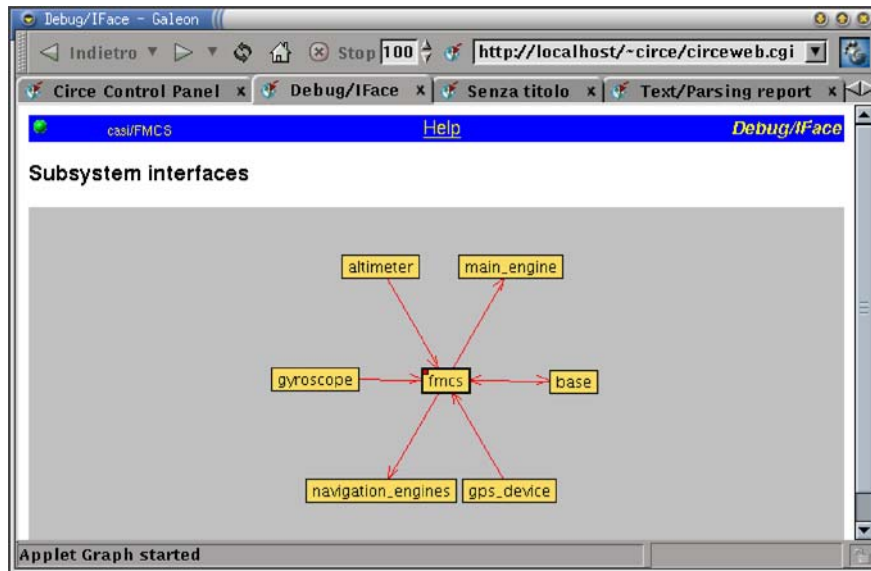 Debug/IFace - Galeon
Indietro Stop 100 http://localhost/~circe/circeweb.cgi
Circe Control Panel x Debug/IFace x Senza titolo x Text/Parsing report x
casi/FMCS Help Debug/IFace
Subsystem interfaces
altimeter main_engine
gyroscope fmcs base
navigation_engines gps_device
Applet Graph started